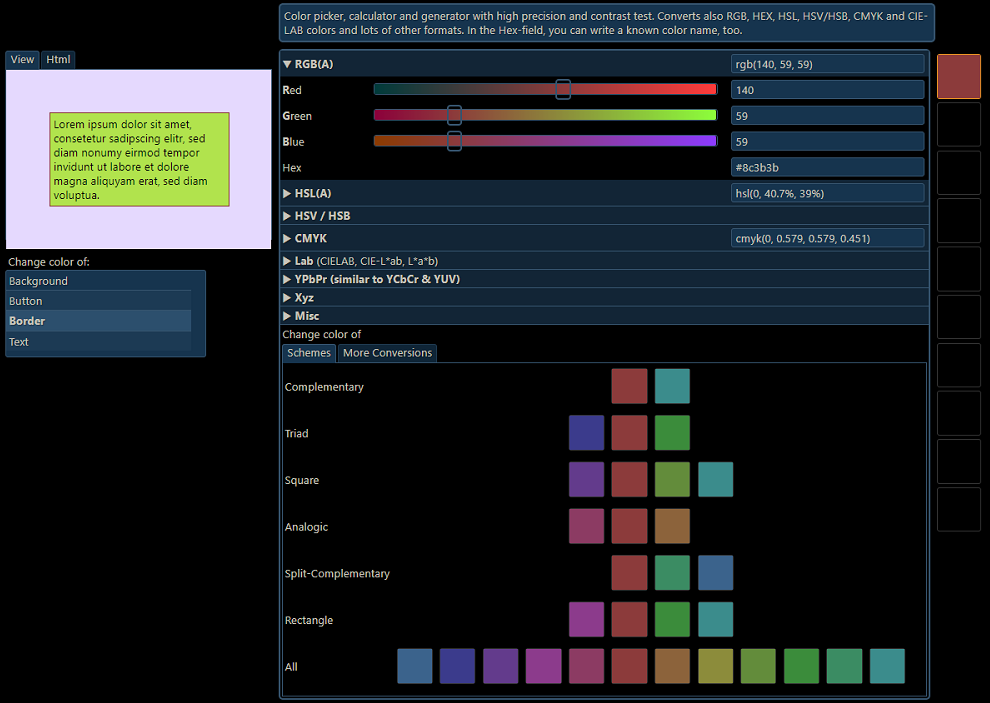 Color picker, calculator and generator with high precision and contrast test. Converts also RGB, HEX, HSL, HSV/HSB, CMYK and CIE-
LAB colors and lots of other formats. In the Hex-field, you can write a known color name, too.
View Html
Lorem ipsum dolor sit amet,
consetetur sadipscing elitr, sed
diam nonumy eirmod tempor
invidunt ut labore et dolore
magna aliquyam erat, sed diam
voluptua.
Change color of:
Background
Button
Border
Text
RGB(A) rgb(140, 59, 59)
Red 140
Green 59
Blue 59
Hex #8c3b3b
HSL(A) hsl(0, 40.7%, 39%)
HSV / HSB
CMYK cmyk(0, 0.579, 0.579, 0.451)
Lab (CIELAB, CIE-L*ab, L*a*b)
YPbPr (similar to YCbCr & YUV)
Xyz
Misc
Change color of
Schemes More Conversions
Complementary
Triad
Square
Analogic
Split-Complementary
Rectangle
All